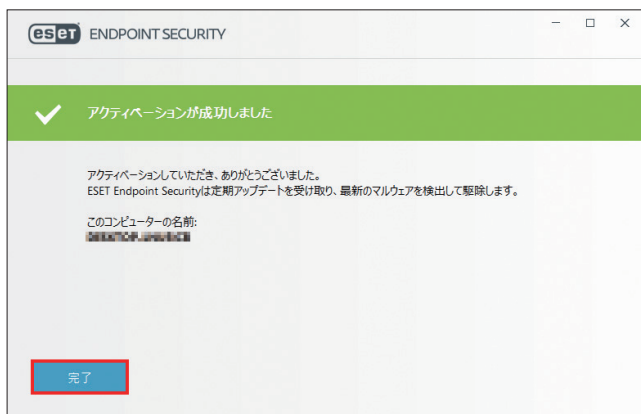 eseT ENDPOINT SECURITY
アクティベーションが成功しました
アクティベーションしていただき、ありがとうございました。
ESET Endpoint Securityは定期アップデートを受け取り、最新のマルウェアを検出して駆除します。
このコンピューターの名前:
完了